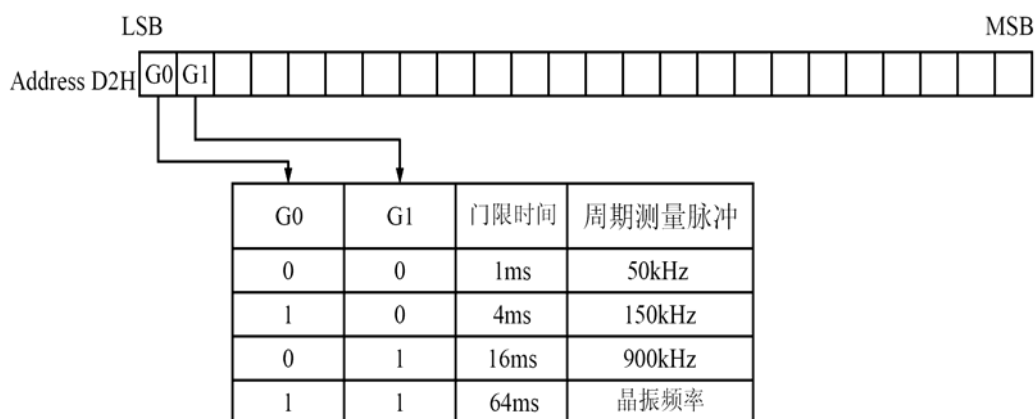 LSB MSB
Address D2H G0 G1
G0 G1 门限时间 周期测量脉冲
0 0 1ms 50kHz
1 0 4ms 150kHz
0 1 16ms 900kHz
1 1 64ms 晶振频率